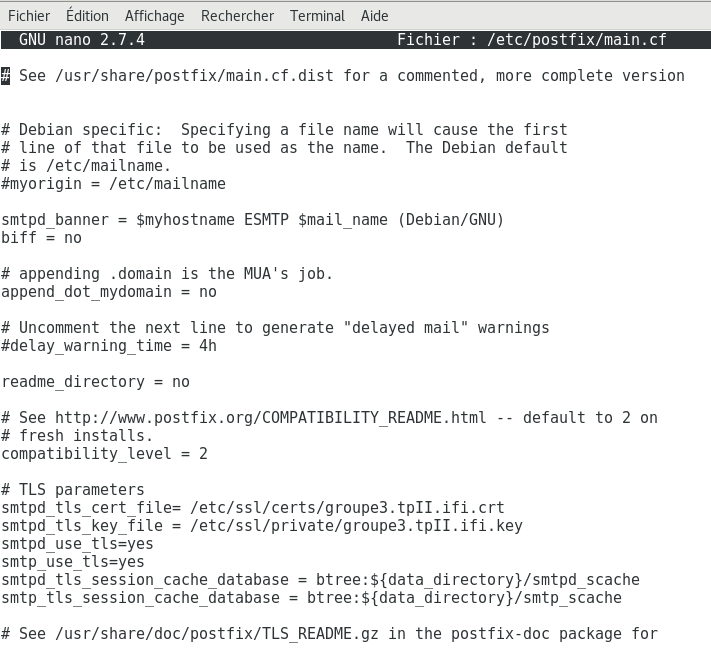 Fichier Édition Affichage Rechercher Terminal Aide
GNU nano 2.7.4 Fichier : /etc/postfix/main.cf
# See /usr/share/postfix/main.cf.dist for a commented, more complete version
# Debian specific:  Specifying a file name will cause the first
# line of that file to be used as the name.  The Debian default
# is /etc/mailname.
#myorigin = /etc/mailname
smtpd_banner = $myhostname ESMTP $mail_name (Debian/GNU)
biff = no
# appending .domain is the MUA's job.
append_dot_mydomain = no
# Uncomment the next line to generate "delayed mail" warnings
#delay_warning_time = 4h
readme_directory = no
# See http://www.postfix.org/COMPATIBILITY_README.html -- default to 2 on
# fresh installs.
compatibility_level = 2
# TLS parameters
smtpd_tls_cert_file= /etc/ssl/certs/groupe3.tpII.ifi.crt
smtpd_tls_key_file = /etc/ssl/private/groupe3.tpII.ifi.key
smtpd_use_tls=yes
smtp_use_tls=yes
smtpd_tls_session_cache_database = btree:${data_directory}/smtpd_scache
smtp_tls_session_cache_database = btree:${data_directory}/smtp_scache
# See /usr/share/doc/postfix/TLS_README.gz in the postfix-doc package for